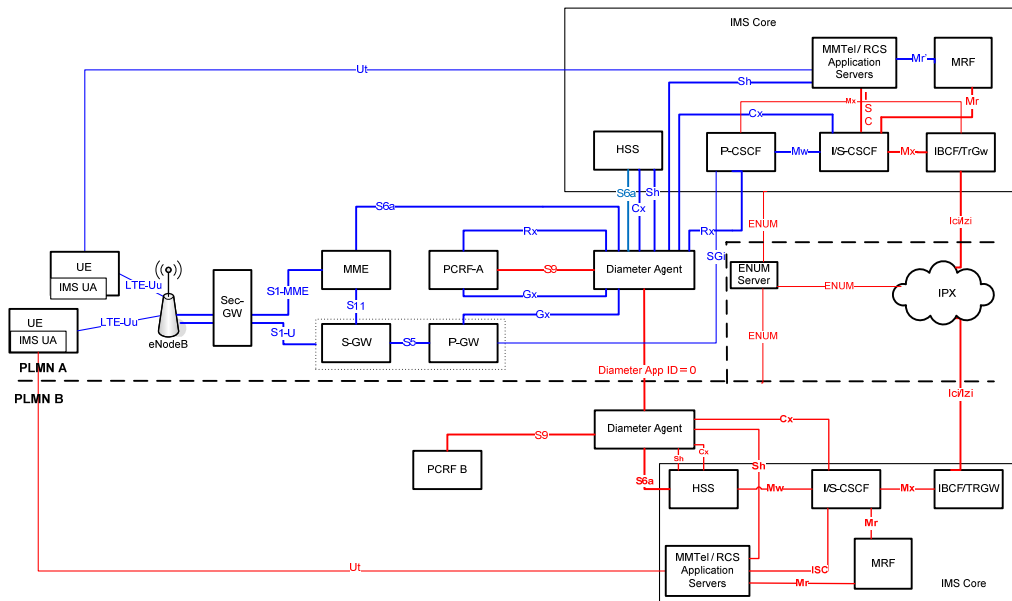 IMS Core
MMTel / RCS
Application
Servers
Mr'
MRF
Ut
Sh
Mx
I
S
C
Mr
Cx
HSS
P-CSCF
Mw
I/S-CSCF
Mx
IBCF/TrGw
S6a
Sh
Cx
S6a
Rx
Rx
ENUM
Ici/Izi
SGi
UE
IMS UA
LTE-Uu
Sec-
GW
S1-MME
MME
PCRF-A
S9
Diameter Agent
ENUM
Server
ENUM
IPX
S11
Gx
Gx
UE
IMS UA
LTE-Uu
eNodeB
S1-U
S-GW
S5
P-GW
ENUM
PLMN A
Diameter App ID=0
PLMN B
Ici/Izi
Diameter Agent
Cx
S9
PCRF B
Sh
Cx
Sh
S6a
HSS
Mw
I/S-CSCF
Mx
IBCF/TRGW
Mr
MMTel / RCS
Application
Servers
Ut
ISC
MRF
Mr
IMS Core